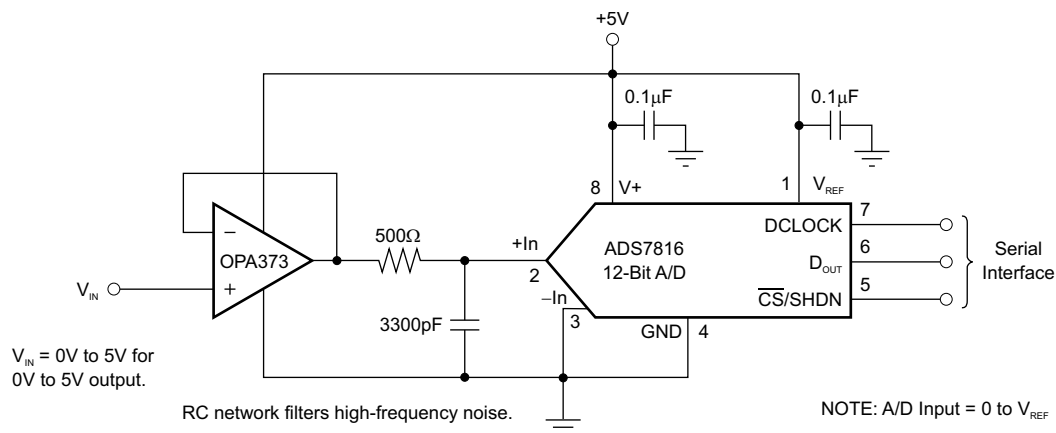 +5V
0.1µF
0.1µF
8
V+
1
V_REF
7
DCLOCK
500Ω
+In
ADS7816
6
OPA373
2
12-Bit A/D
D_OUT
Serial
Interface
−
+
V_IN
–In
5
3
CS/SHDN
3300pF
GND
4
V_IN = 0V to 5V for
0V to 5V output.
RC network filters high-frequency noise.
NOTE: A/D Input = 0 to V_REF